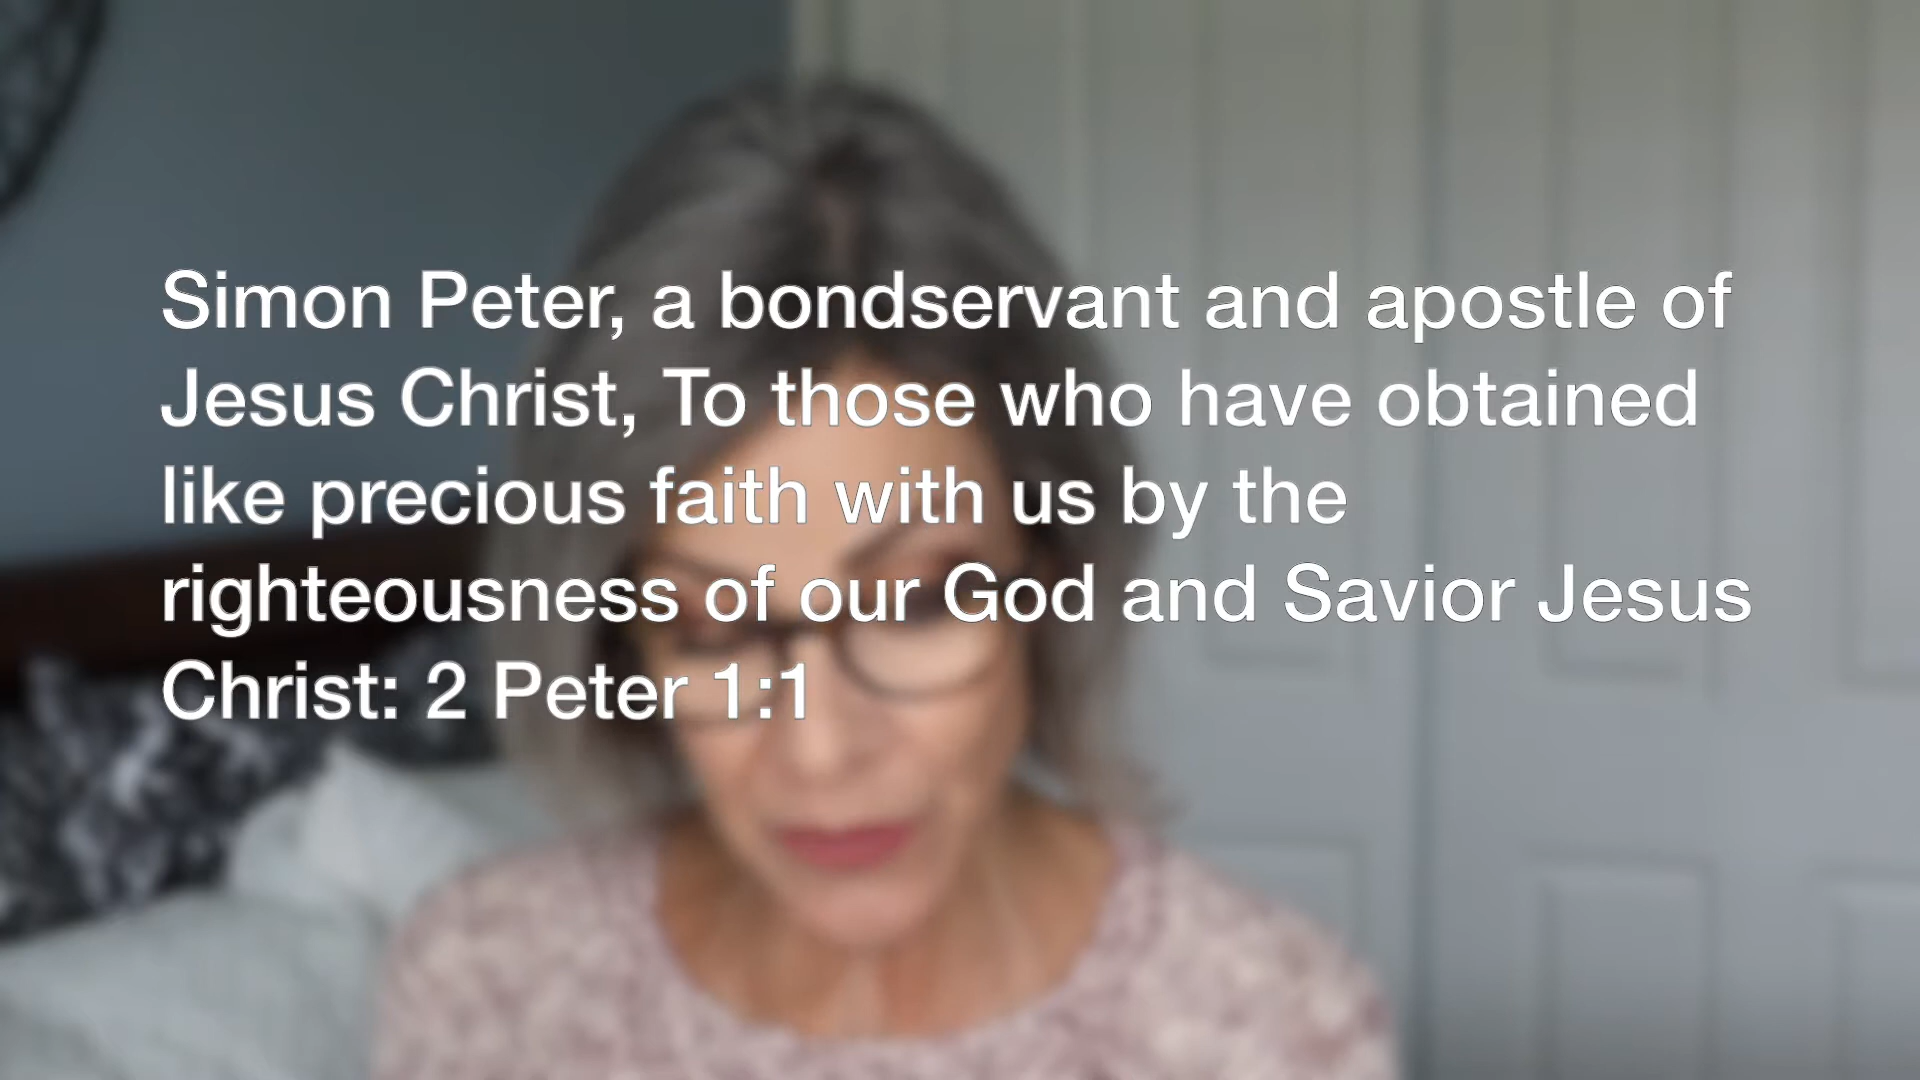 Simon Peter, a bondservant and apostle of
Jesus Christ, To those who have obtained
like precious faith with us by the
righteousness of our God and Savior Jesus
Christ: 2 Peter 1:1